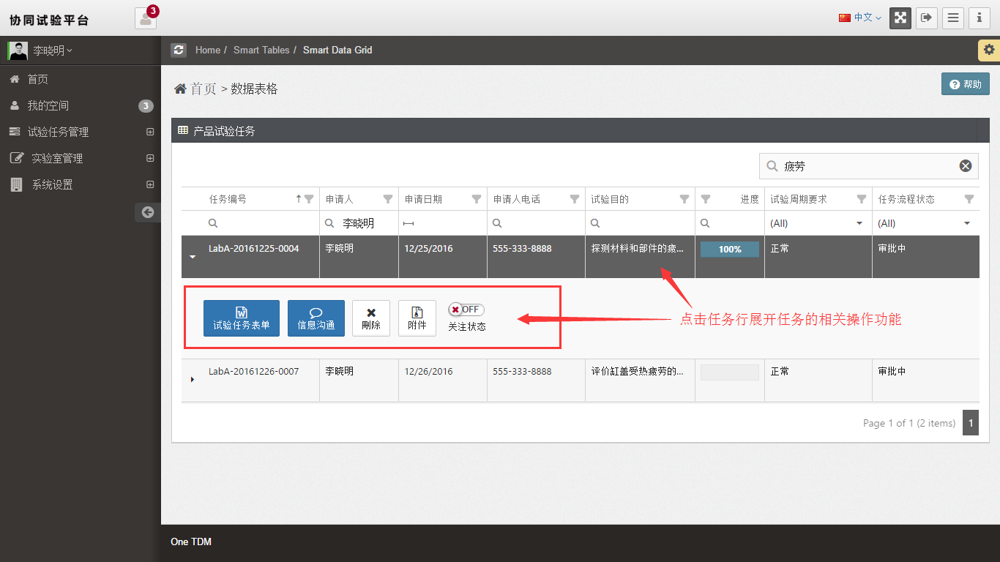 协同试验平台
3
中文
李晓明
Home / Smart Tables / Smart Data Grid
首页
我的空间
3
试验任务管理
实验室管理
系统设置
首页 > 数据表格
帮助
产品试验任务
疲劳
任务编号 申请人 申请日期 申请人电话 试验目的 进度 试验周期要求 任务流程状态
李晓明 (All) (All)
LabA-20161225-0004 李晓明 12/25/2016 555-333-8888 探测材料和部件的疲... 100% 正常 审批中
试验任务表单 信息沟通 刪除 附件 OFF 关注状态
点击任务行展开任务的相关操作功能
LabA-20161226-0007 李晓明 12/26/2016 555-333-8888 评价缸盖受热疲劳的... 正常 审批中
Page 1 of 1 (2 items) 1
One TDM